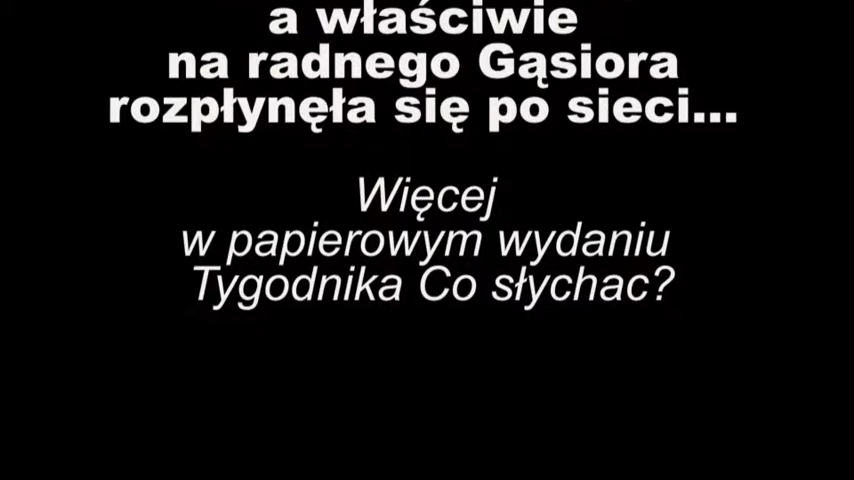 a właściwie
na radnego Gąsiora
rozpłynęła się po sieci...
Więcej
w papierowym wydaniu
Tygodnika Co słychac?